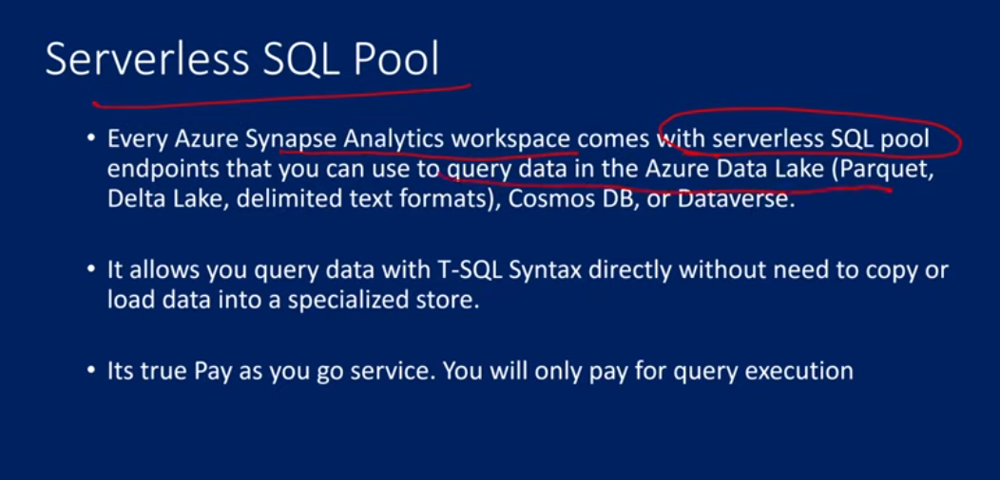 Serverless SQL Pool
• Every Azure Synapse Analytics workspace comes with serverless SQL pool
endpoints that you can use to query data in the Azure Data Lake (Parquet,
Delta Lake, delimited text formats), Cosmos DB, or Dataverse.
• It allows you query data with T-SQL Syntax directly without need to copy or
load data into a specialized store.
• Its true Pay as you go service. You will only pay for query execution